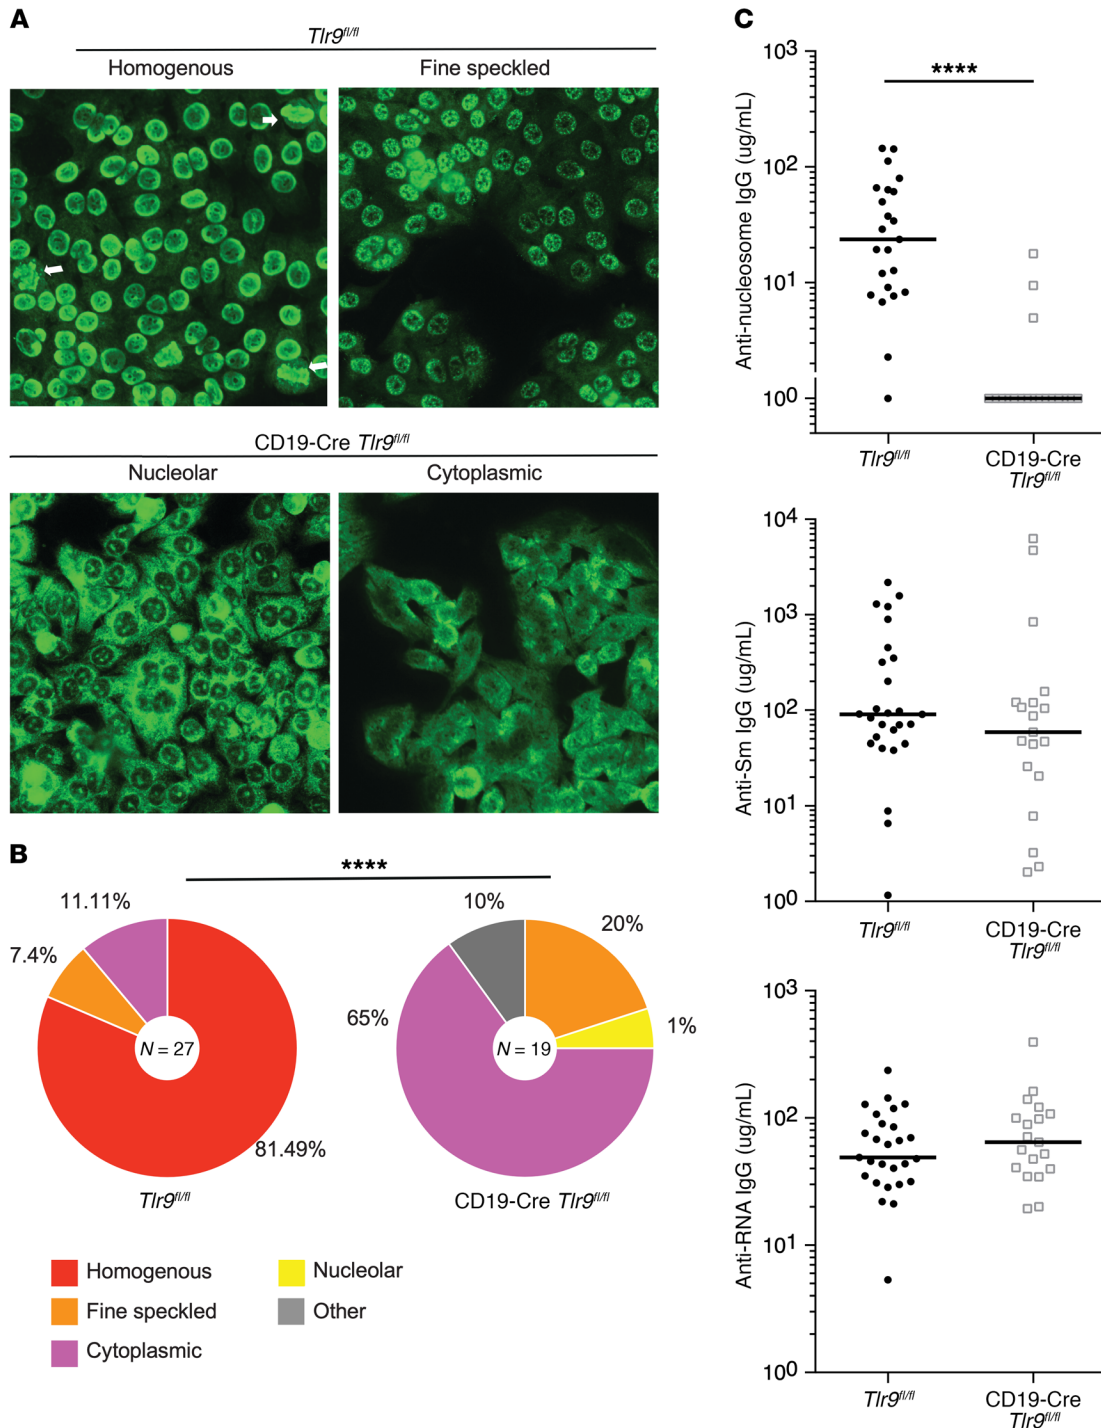 A
Tlr9fl/fl
Homogenous
Fine speckled
CD19-Cre Tlr9fl/fl
Nucleolar
Cytoplasmic
B
****
11.11%
7.4%
N = 27
81.49%
Tlr9fl/fl
10%
20%
65%
N = 19
1%
CD19-Cre Tlr9fl/fl
Homogenous
Fine speckled
Cytoplasmic
Nucleolar
Other
C
Anti-nucleosome IgG (ug/mL)
103
102
101
100
****
Tlr9fl/fl
CD19-Cre
Tlr9fl/fl
Anti-Sm IgG (ug/mL)
104
103
102
101
100
Tlr9fl/fl
CD19-Cre
Tlr9fl/fl
Anti-RNA IgG (ug/mL)
103
102
101
100
Tlr9fl/fl
CD19-Cre
Tlr9fl/fl